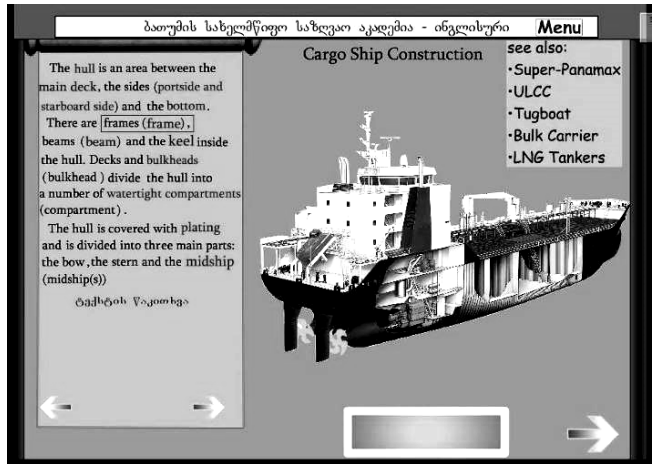 ბათუმის სახელმწიფო საზღვაო აკადემია - ინგლისური
Menu
Cargo Ship Construction
see also:
•Super-Panamax
•ULCC
•Tugboat
•Bulk Carrier
•LNG Tankers
The hull is an area between the
main deck, the sides (portside and
starboard side) and the bottom.
There are frames (frame),
beams (beam) and the keel inside
the hull. Decks and bulkheads
(bulkhead ) divide the hull into
a number of watertight compartments
(compartment) .
The hull is covered with plating
and is divided into three main parts:
the bow ,the stern and the midship
(midship(s))
ტექსტის წაკითხვა